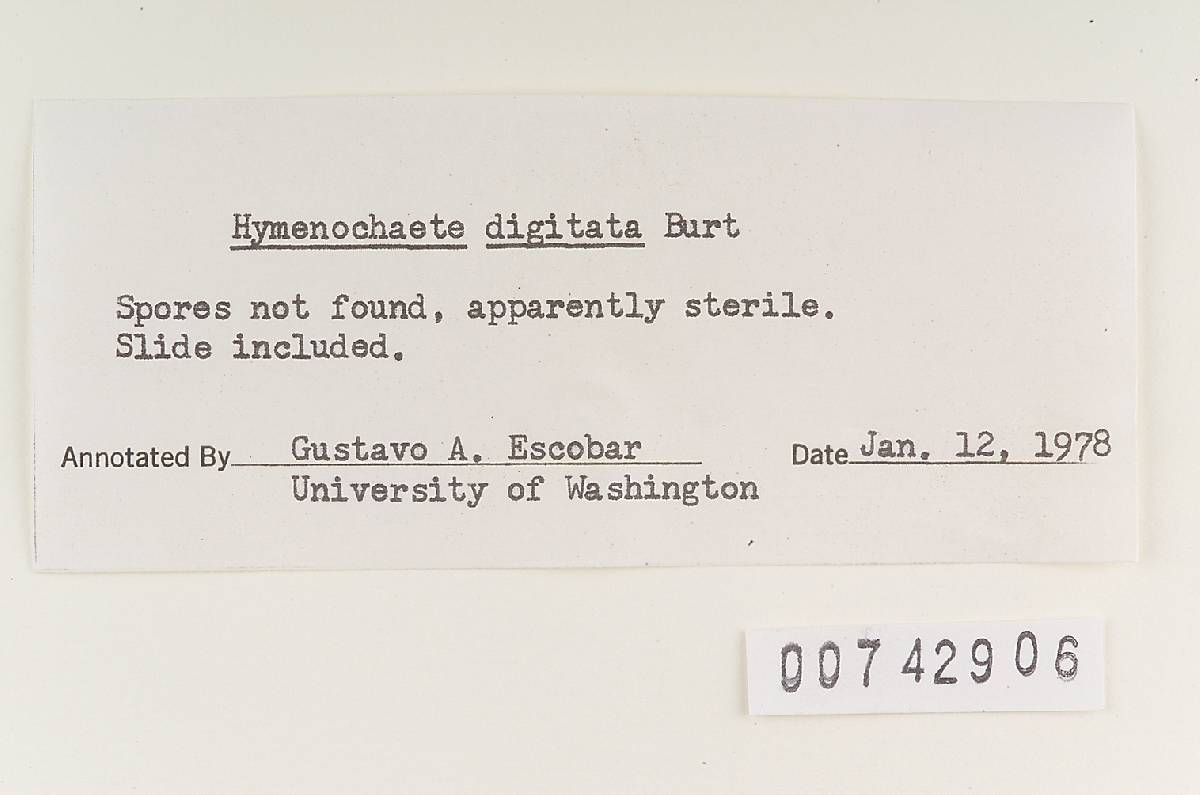 Hymenochaete digitata Burt
Spores not found, apparently sterile.
Slide included.
Annotated By Gustavo A. Escobar Date Jan. 12, 1978
University of Washington
00742906